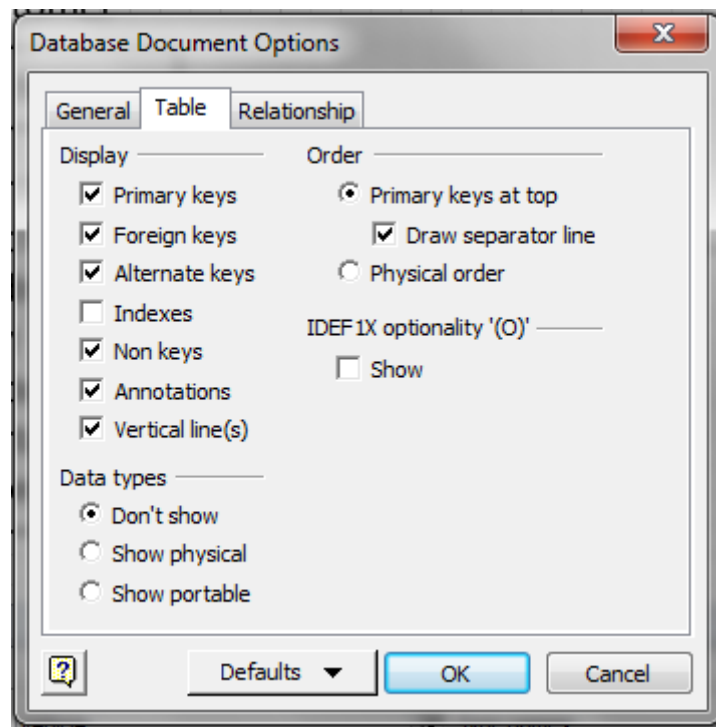 Database Document Options
General Table Relationship
Display
Primary keys
Foreign keys
Alternate keys
Indexes
Non keys
Annotations
Vertical line(s)
Data types
Don't show
Show physical
Show portable
Order
Primary keys at top
Draw separator line
Physical order
IDEF1X optionality '(O)'
Show
Defaults
OK
Cancel